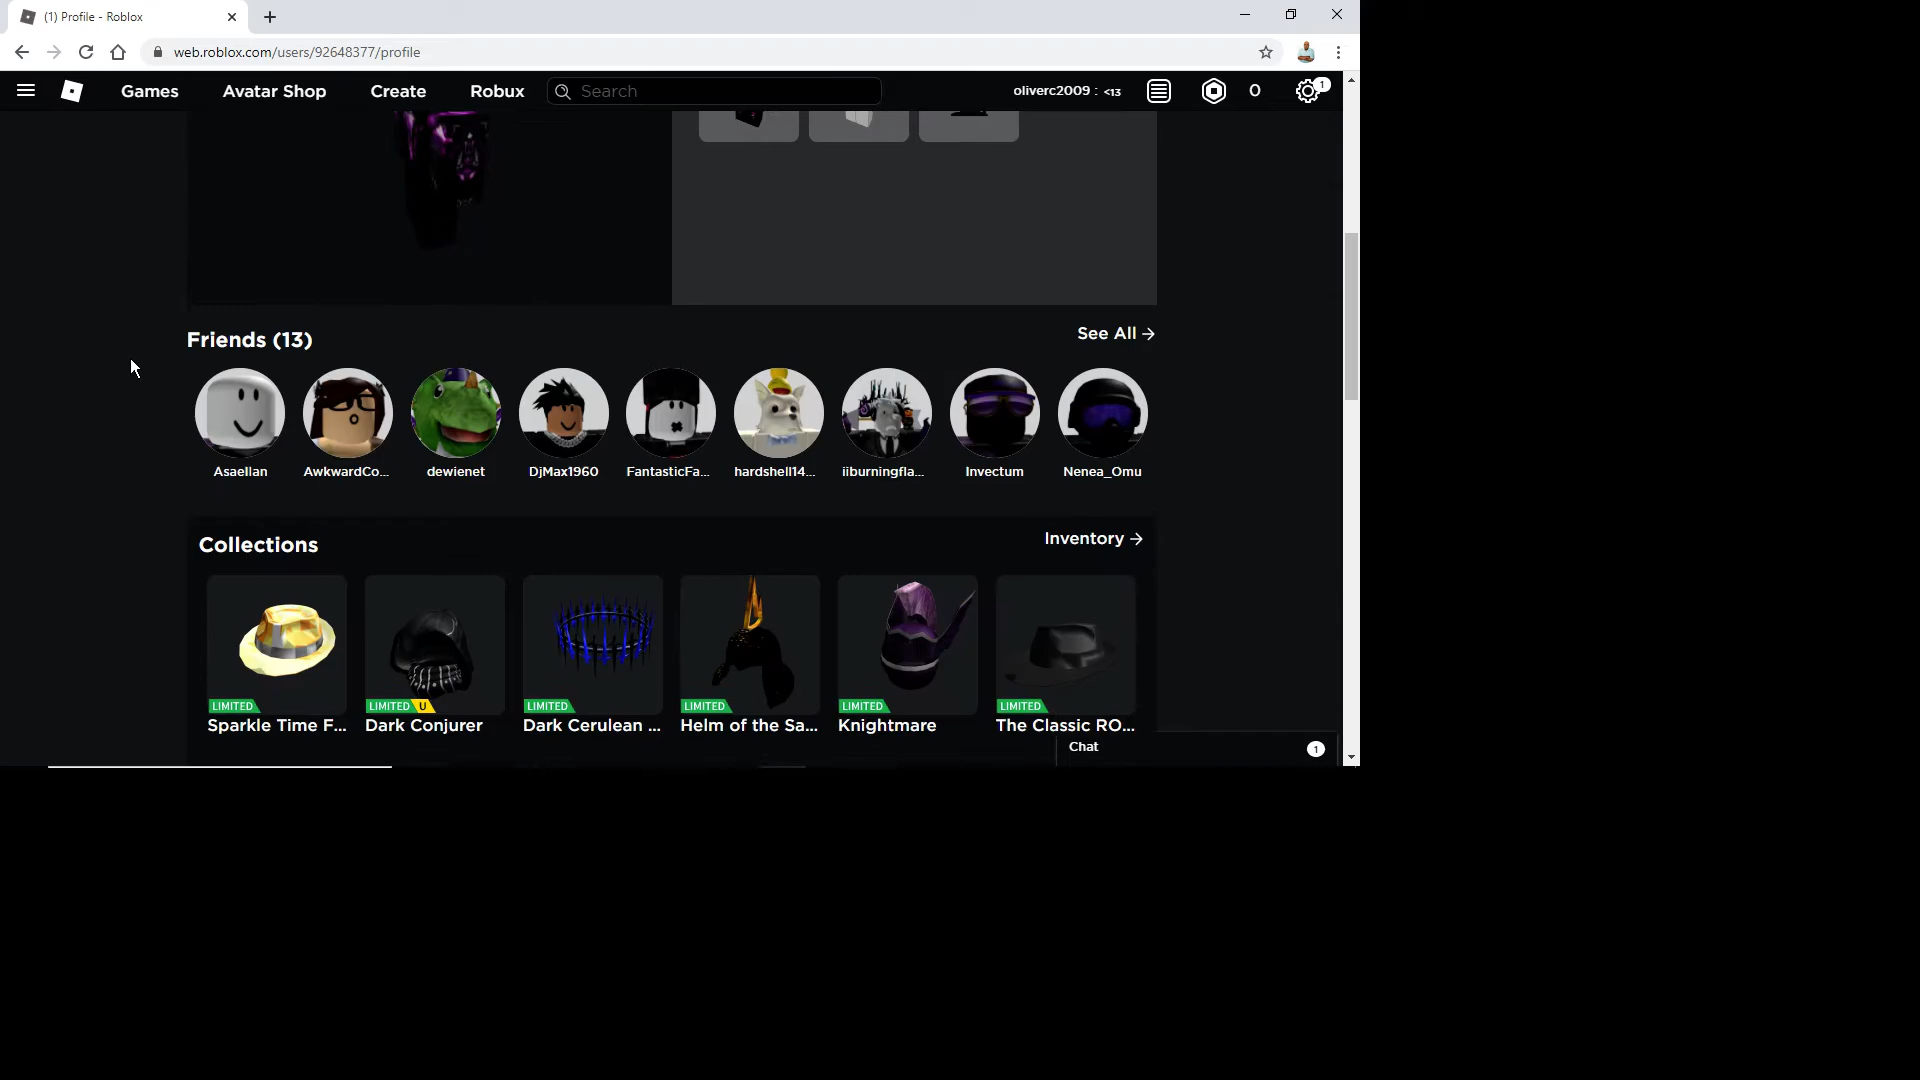 (1) Profile - Roblox
web.roblox.com/users/92648377/profile
Games Avatar Shop Create Robux Search oliverc2009 : <13 0 1
Friends (13) See All
Asaellan AwkwardCo... dewienet DjMax1960 FantasticFa... hardshell14... iiburningfla... Invectum Nenea_Omu
Collections Inventory
LIMITED LIMITED U LIMITED LIMITED LIMITED LIMITED
Sparkle Time F... Dark Conjurer Dark Cerulean ... Helm of the Sa... Knightmare The Classic RO...
Chat 1